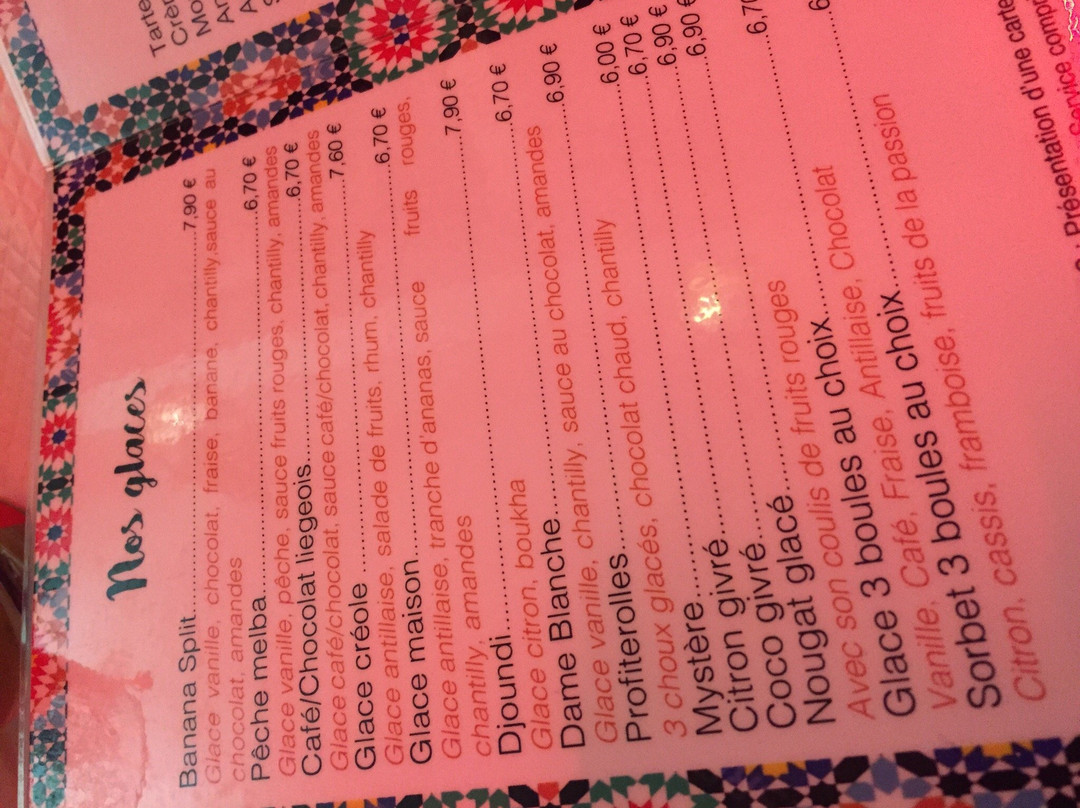 Tarte
Nos glaces
Banana Split........7,90 €
Glace vanille, chocolat, fraise, banane, chantilly,sauce au
chocolat, amandes
Pêche melba........6,70 €
Glace vanille, pêche, sauce fruits rouges, chantilly, amandes
Café/Chocolat liegeois........6,70 €
Glace café/chocolat, sauce café/chocolat, chantilly, amandes
Glace créole........7,60 €
Glace antillaise, salade de fruits, rhum, chantilly
Glace maison........6,70 €
Glace antillaise, tranche d'ananas, sauce fruits rouges,
chantilly, amandes
Djoundi........7,90 €
Glace citron, boukha
Dame Blanche........6,70 €
Glace vanille, chantilly, sauce au chocolat, amandes
Profiterolles........6,90 €
3 choux glacés, chocolat chaud, chantilly
Mystère........6,00 €
Citron givré........6,70 €
Coco givré........6,90 €
Nougat glacé........6,90 €
Avec son coulis de fruits rouges
Glace 3 boules au choix........6,70
Vanille, Café, Fraise, Antillaise, Chocolat
Sorbet 3 boules au choix........6
Citron, cassis, framboise, fruits de la passion
Présentation d'une carte
Service